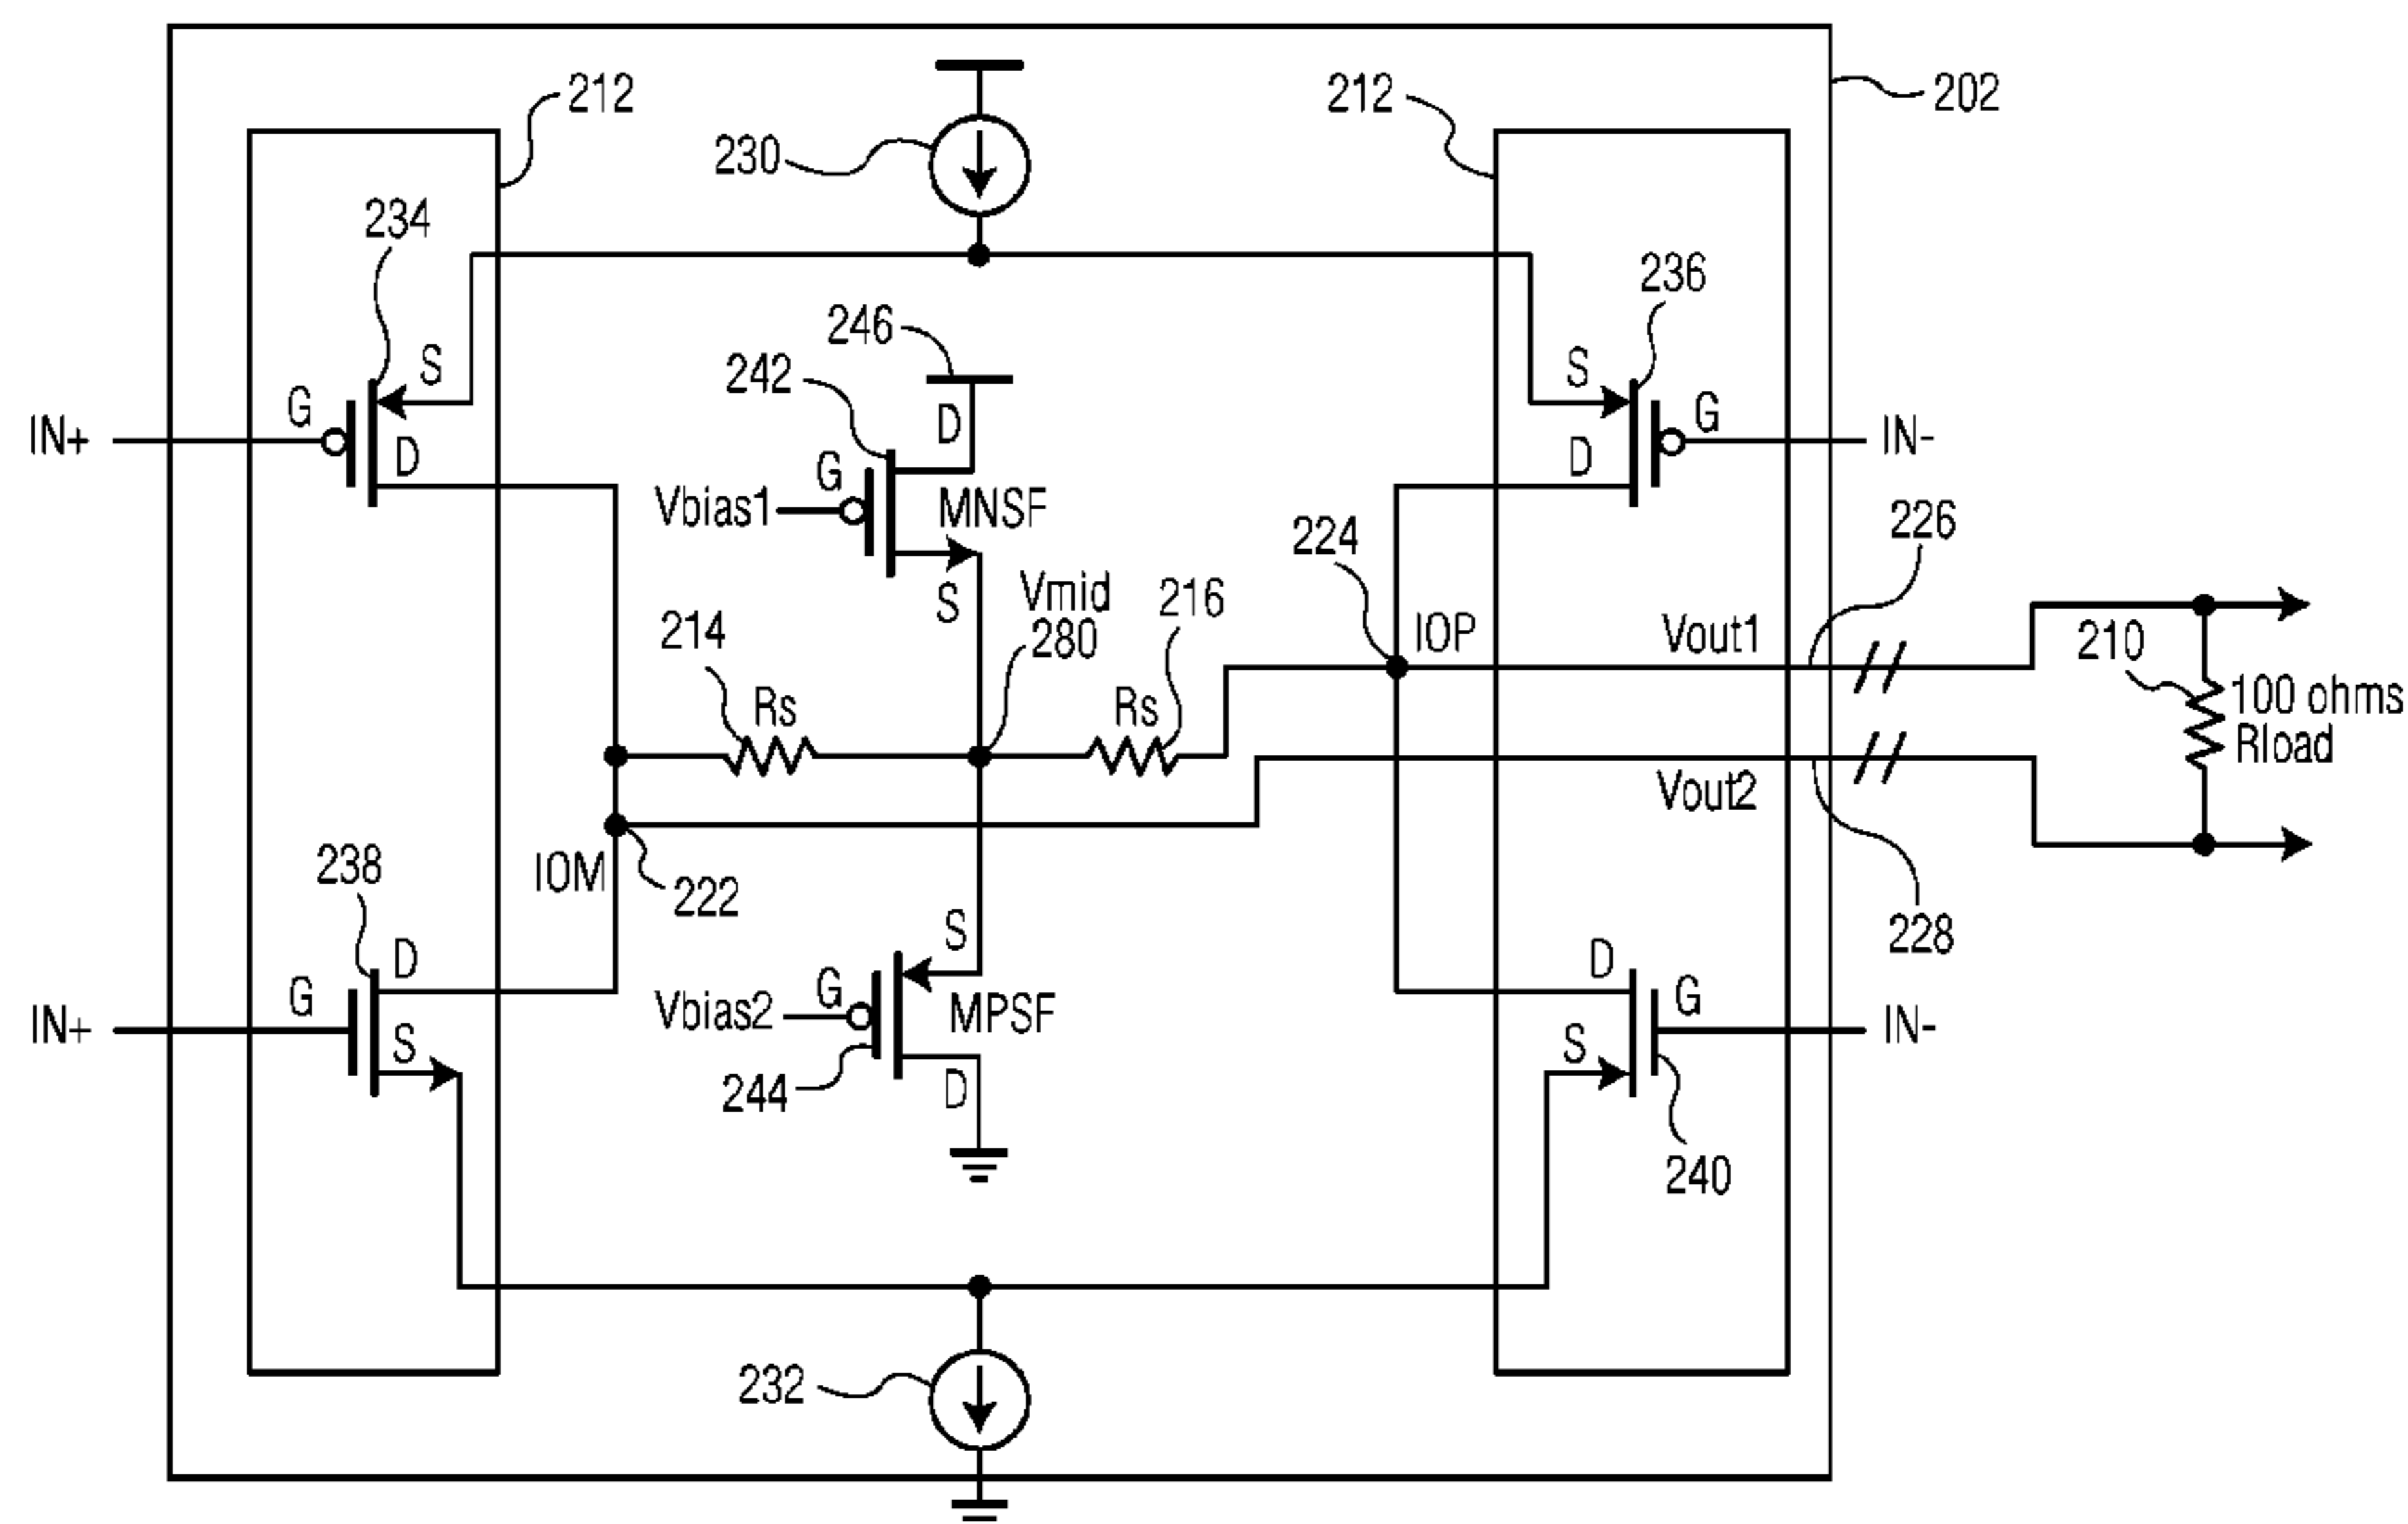 212
212
202
230
234
236
246
242
S
S
G
G
D
IN+
IN-
D
D
G
Vbias1
MNSF
226
224
S
Vmid
216
280
214
IOP
Vout1
210
Rs
Rs
100 ohms
Rload
Vout2
238
IOM
222
228
S
D
D
G
G
G
Vbias2
MPSF
IN+
IN-
S
S
244
D
240
232